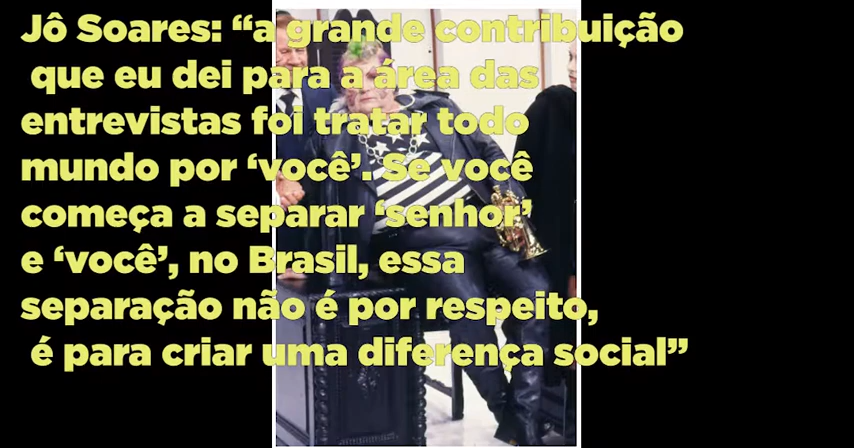 Jô Soares: “a grande contribuição
que eu dei para a área das
entrevistas foi tratar todo
mundo por ‘você’. Se você
começa a separar ‘senhor’
e ‘você’, no Brasil, essa
separação não é por respeito,
é para criar uma diferença social”